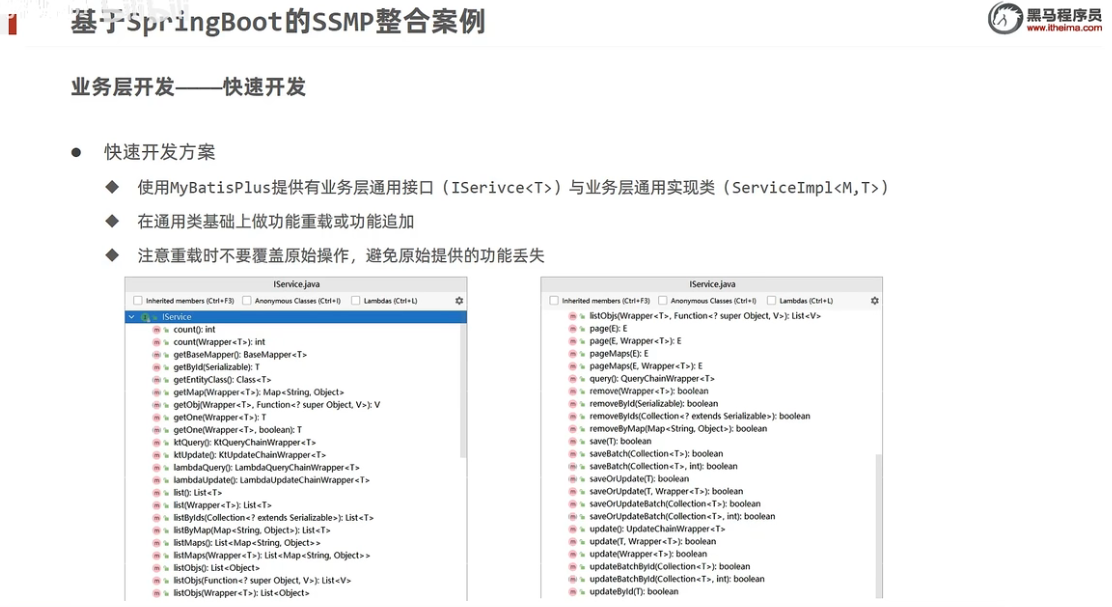 基于SpringBoot的SSMP整合案例
黑马程序员
www.itheima.com
业务层开发——快速开发
快速开发方案
使用MyBatisPlus提供有业务层通用接口（ISerivce<T>）与业务层通用实现类（ServiceImpl<M,T>）
在通用类基础上做功能重载或功能追加
注意重载时不要覆盖原始操作，避免原始提供的功能丢失
IService.java
Inherited members (Ctrl+F3) Anonymous Classes (Ctrl+I) Lambdas (Ctrl+L)
IService
count(): int
count(Wrapper<T>): int
getBaseMapper(): BaseMapper<T>
getById(Serializable): T
getEntityClass(): Class<T>
getMap(Wrapper<T>): Map<String, Object>
getObj(Wrapper<T>, Function<? super Object, V>): V
getOne(Wrapper<T>): T
getOne(Wrapper<T>, boolean): T
ktQuery(): KtQueryChainWrapper<T>
ktUpdate(): KtUpdateChainWrapper<T>
lambdaQuery(): LambdaQueryChainWrapper<T>
lambdaUpdate(): LambdaUpdateChainWrapper<T>
list(): List<T>
list(Wrapper<T>): List<T>
listByIds(Collection<? extends Serializable>): List<T>
listByMap(Map<String, Object>): List<T>
listMaps(): List<Map<String, Object>>
listMaps(Wrapper<T>): List<Map<String, Object>>
listObjs(): List<Object>
listObjs(Function<? super Object, V>): List<V>
listObjs(Wrapper<T>): List<Object>
IService.java
Inherited members (Ctrl+F3) Anonymous Classes (Ctrl+I) Lambdas (Ctrl+L)
listObjs(Wrapper<T>, Function<? super Object, V>): List<V>
page(E): E
page(E, Wrapper<T>): E
pageMaps(E): E
pageMaps(E, Wrapper<T>): E
query(): QueryChainWrapper<T>
remove(Wrapper<T>): boolean
removeById(Serializable): boolean
removeByIds(Collection<? extends Serializable>): boolean
removeByMap(Map<String, Object>): boolean
save(T): boolean
saveBatch(Collection<T>): boolean
saveBatch(Collection<T>, int): boolean
saveOrUpdate(T): boolean
saveOrUpdate(T, Wrapper<T>): boolean
saveOrUpdateBatch(Collection<T>): boolean
saveOrUpdateBatch(Collection<T>, int): boolean
update(): UpdateChainWrapper<T>
update(T, Wrapper<T>): boolean
update(Wrapper<T>): boolean
updateBatchById(Collection<T>): boolean
updateBatchById(Collection<T>, int): boolean
updateById(T): boolean